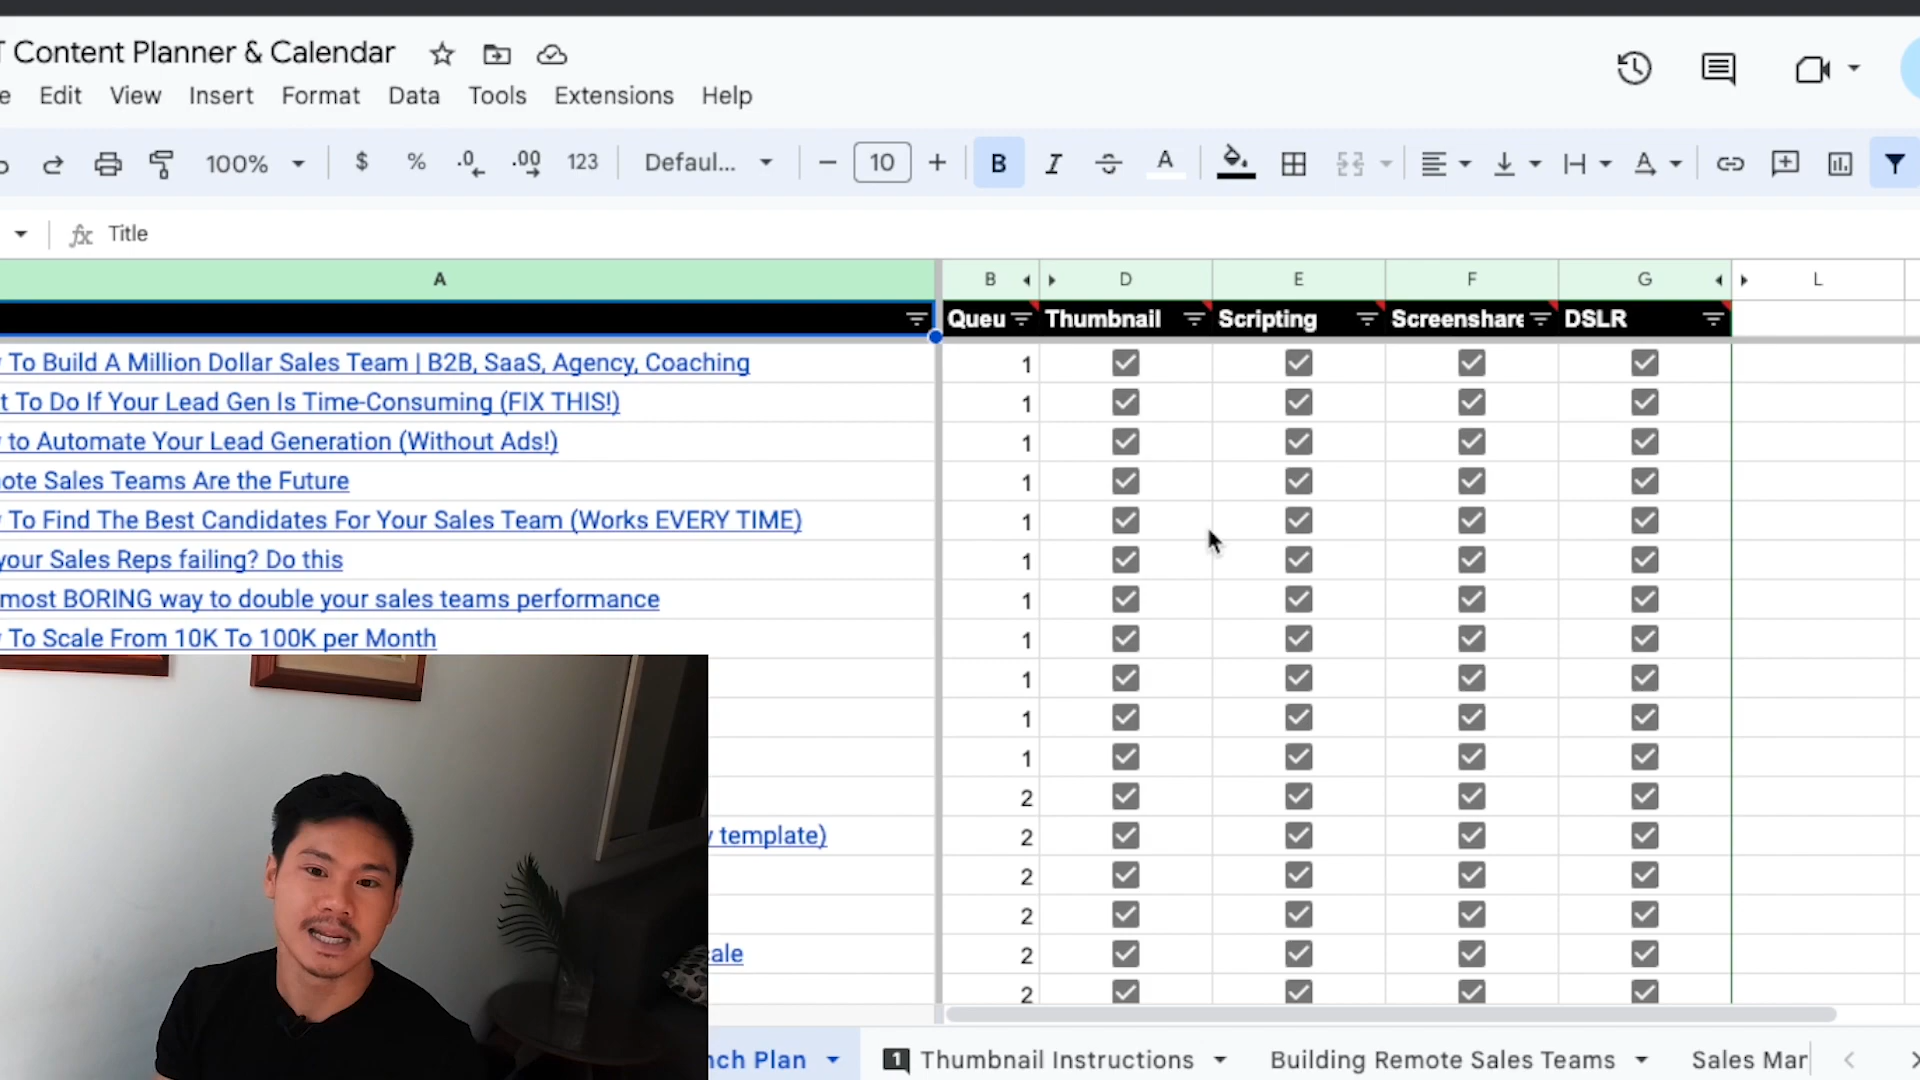 T Content Planner & Calendar
e Edit View Insert Format Data Tools Extensions Help
100% $ % .0 .00 123 Defaul... − 10 + B I A
fx Title
A B D E F G L
Queu Thumbnail Scripting Screenshare DSLR
To Build A Million Dollar Sales Team | B2B, SaaS, Agency, Coaching 1
t To Do If Your Lead Gen Is Time-Consuming (FIX THIS!) 1
to Automate Your Lead Generation (Without Ads!) 1
ote Sales Teams Are the Future 1
To Find The Best Candidates For Your Sales Team (Works EVERY TIME) 1
your Sales Reps failing? Do this 1
most BORING way to double your sales teams performance 1
To Scale From 10K To 100K per Month 1
1
1
1
2
template) 2
2
2
ale 2
2
nch Plan 1 Thumbnail Instructions Building Remote Sales Teams Sales Mar